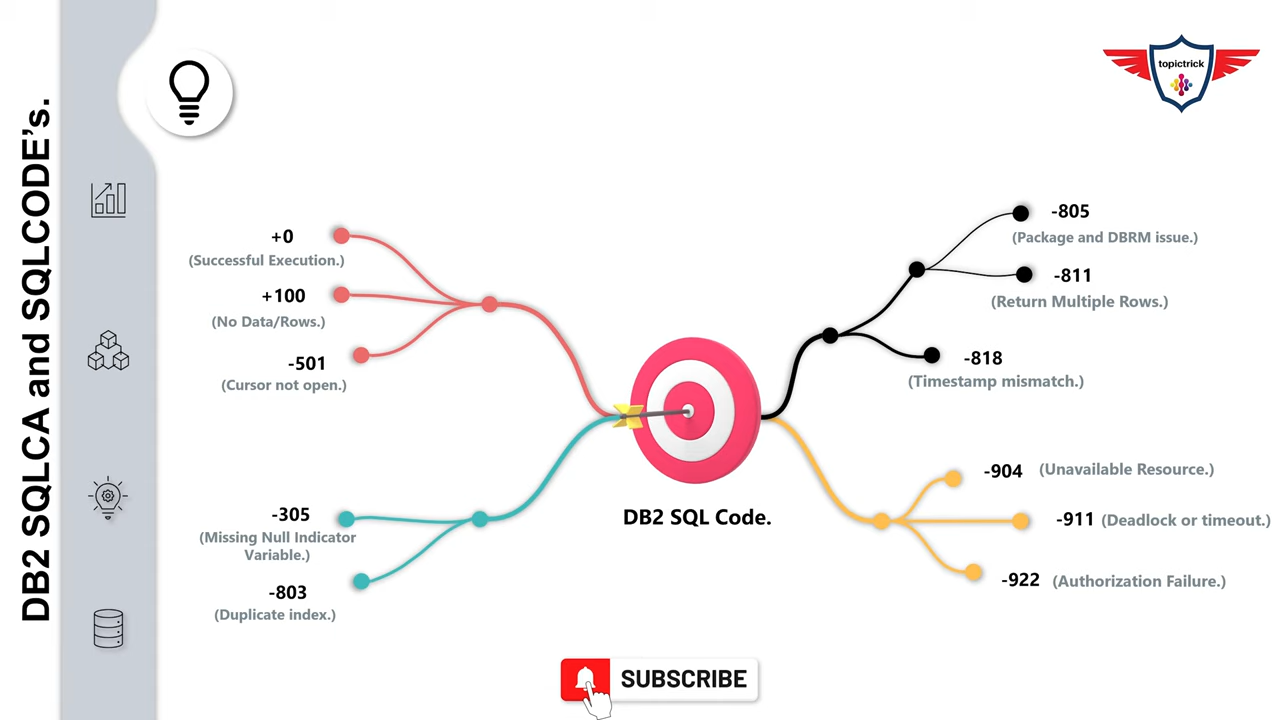 DB2 SQLCA and SQLCODE's.
topictrick
+0
(Successful Execution.)
+100
(No Data/Rows.)
-501
(Cursor not open.)
-305
(Missing Null Indicator
Variable.)
-803
(Duplicate index.)
DB2 SQL Code.
-805
(Package and DBRM issue.)
-811
(Return Multiple Rows.)
-818
(Timestamp mismatch.)
-904 (Unavailable Resource.)
-911 (Deadlock or timeout.)
-922 (Authorization Failure.)
SUBSCRIBE